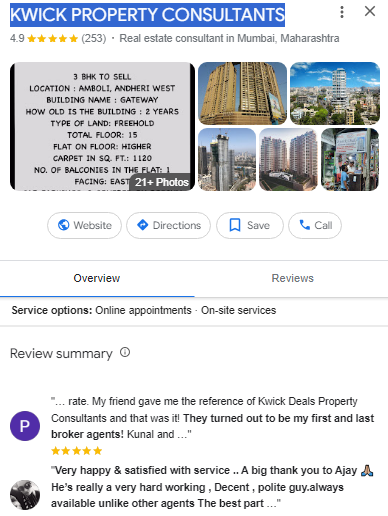 KWICK PROPERTY CONSULTANTS
4.9 ★★★★★ (253) · Real estate consultant in Mumbai, Maharashtra
3 BHK TO SELL
LOCATION : AMBOLI, ANDHERI WEST
BUILDING NAME : GATEWAY
HOW OLD IS THE BUILDING : 2 YEARS
TYPE OF LAND: FREEHOLD
TOTAL FLOOR: 15
FLAT ON FLOOR: HIGHER
CARPET IN SQ. FT.: 1120
NO. OF BALCONIES IN THE FLAT: 1
FACING: EAST
21+ Photos
Website
Directions
Save
Call
Overview
Reviews
Service options: Online appointments · On-site services
Review summary
P
"... rate. My friend gave me the reference of Kwick Deals Property
Consultants and that was it! They turned out to be my first and last
broker agents! Kunal and ..."
"Very happy & satisfied with service .. A big thank you to Ajay 🙏🏽
He's really a very hard working , Decent , polite guy.always
available unlike other agents The best part ..."